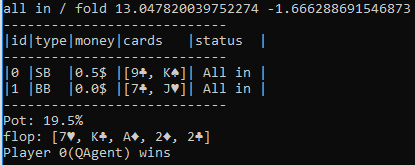 all in / fold 13.047820039752274 -1.666288691546873
----------------------------
|id|type|money|cards     |status  |
----------------------------
|0 |SB  |0.5$ |[9♣, K♠]| All in |
|1 |BB  |0.0$ |[7♣, J♥]| All in |
----------------------------
Pot: 19.5%
flop: [7♥, K♣, A♦, 2♦, 2♣]
Player 0(QAgent) wins